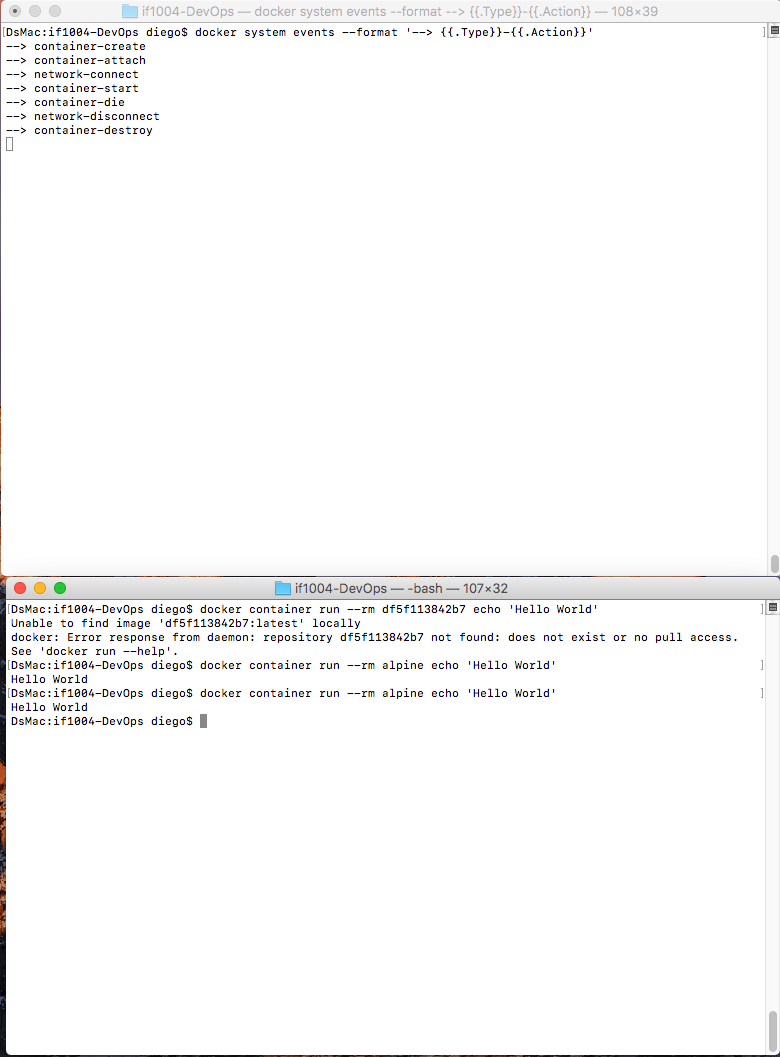 if1004-DevOps — docker system events --format --> {{.Type}}-{{.Action}} — 108×39
[DsMac:if1004-DevOps diego$ docker system events --format '--> {{.Type}}-{{.Action}}' ]
--> container-create
--> container-attach
--> network-connect
--> container-start
--> container-die
--> network-disconnect
--> container-destroy
if1004-DevOps — -bash — 107×32
[DsMac:if1004-DevOps diego$ docker container run --rm df5f113842b7 echo 'Hello World' ]
Unable to find image 'df5f113842b7:latest' locally
docker: Error response from daemon: repository df5f113842b7 not found: does not exist or no pull access.
See 'docker run --help'.
[DsMac:if1004-DevOps diego$ docker container run --rm alpine echo 'Hello World' ]
Hello World
[DsMac:if1004-DevOps diego$ docker container run --rm alpine echo 'Hello World' ]
Hello World
DsMac:if1004-DevOps diego$